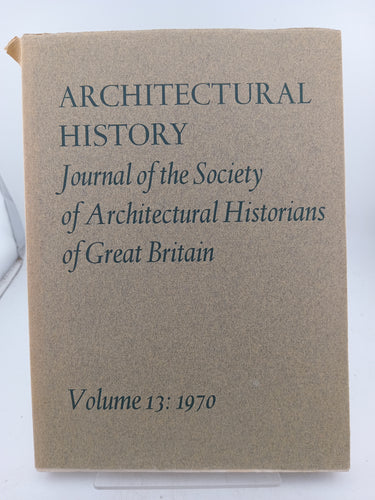 ARCHITECTURAL
HISTORY
Journal of the Society
of Architectural Historians
of Great Britain
Volume 13: 1970